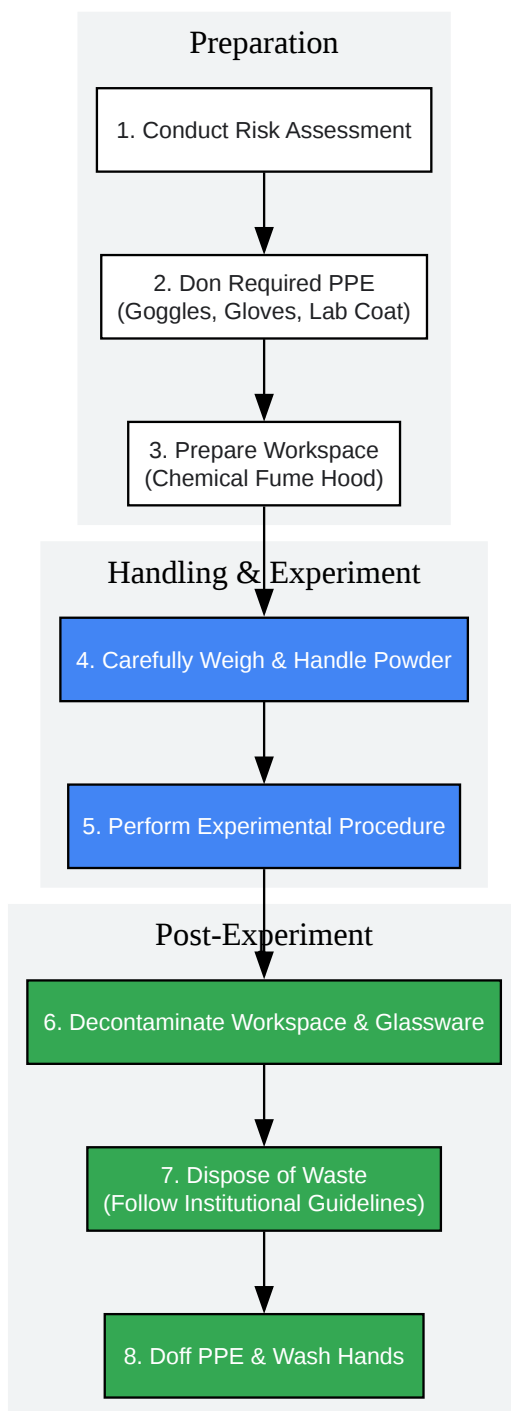 Preparation
1. Conduct Risk Assessment
2. Don Required PPE
(Goggles, Gloves, Lab Coat)
3. Prepare Workspace
(Chemical Fume Hood)
Handling & Experiment
4. Carefully Weigh & Handle Powder
5. Perform Experimental Procedure
Post-Experiment
6. Decontaminate Workspace & Glassware
7. Dispose of Waste
(Follow Institutional Guidelines)
8. Doff PPE & Wash Hands